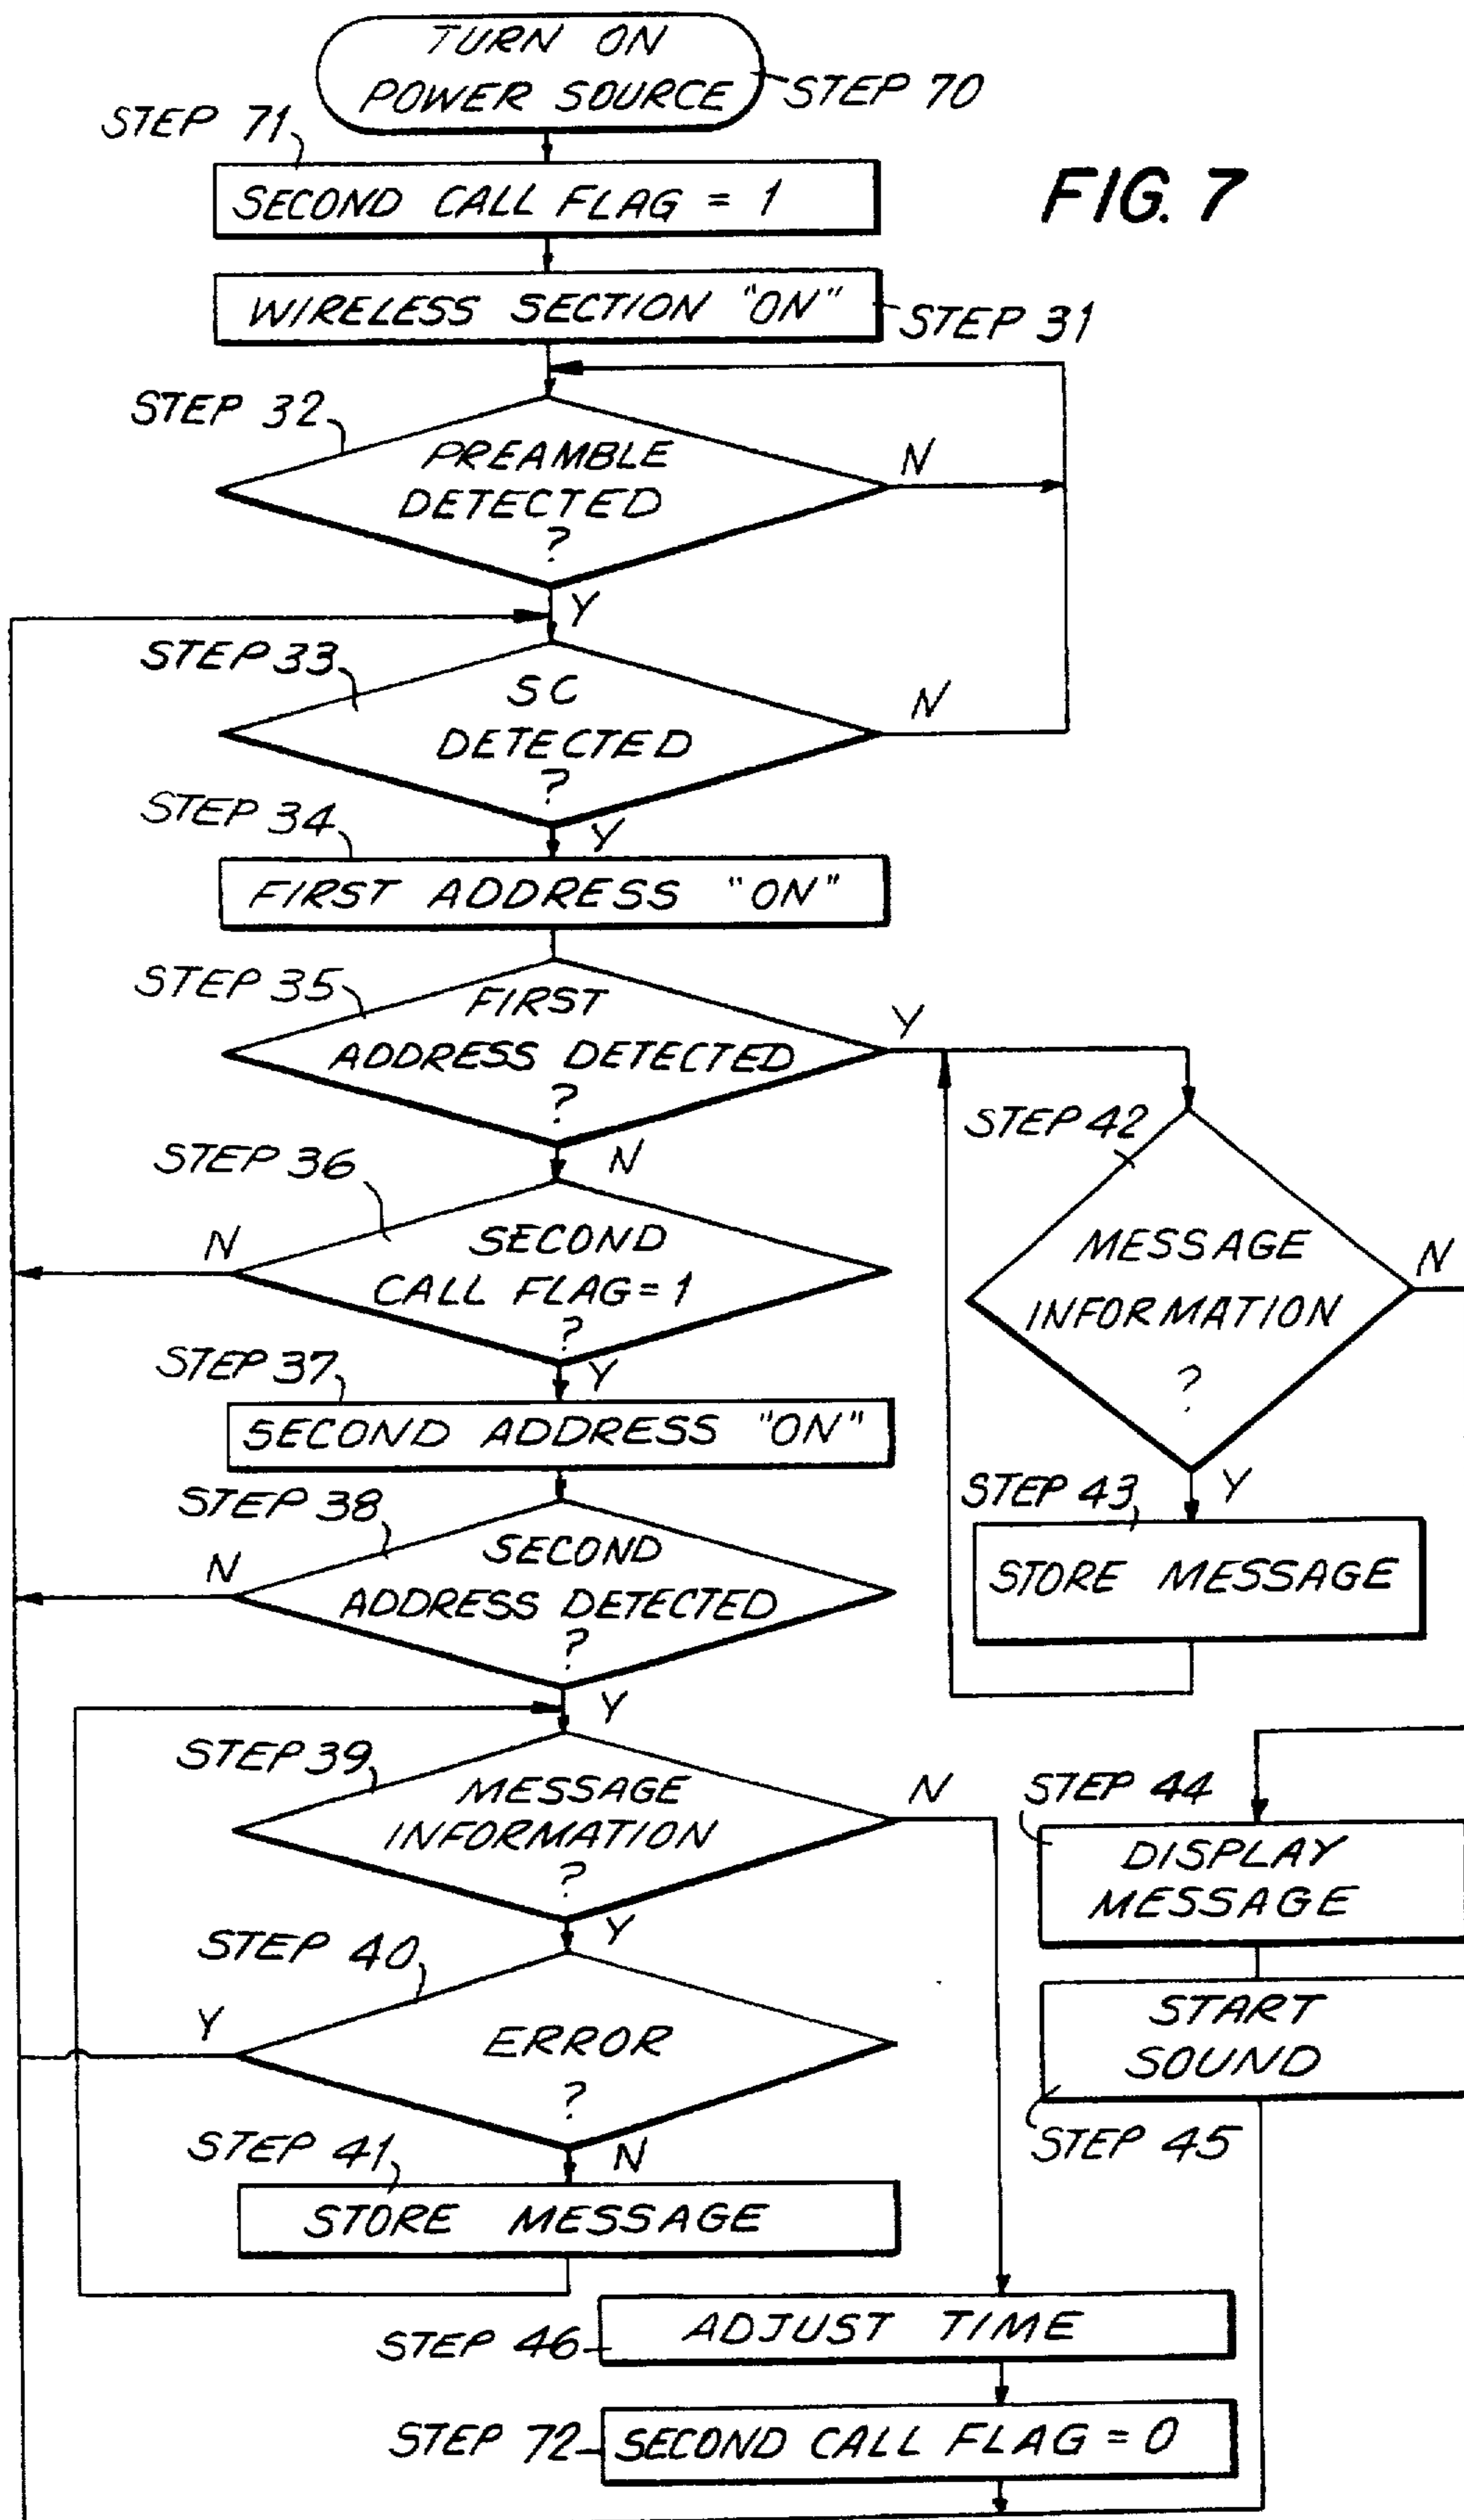 TURN ON
POWER SOURCE
STEP 70
STEP 71
SECOND CALL FLAG = 1
FIG. 7
WIRELESS SECTION "ON"
STEP 31
STEP 32
PREAMBLE
DETECTED
?
N
Y
STEP 33
SC
DETECTED
?
N
Y
STEP 34
FIRST ADDRESS "ON"
STEP 35
FIRST
ADDRESS DETECTED
?
Y
N
STEP 42
MESSAGE
INFORMATION
?
N
Y
STEP 36
SECOND
CALL FLAG = 1
?
N
Y
STEP 37
SECOND ADDRESS "ON"
STEP 43
STORE MESSAGE
STEP 38
SECOND
ADDRESS DETECTED
?
N
Y
STEP 39
MESSAGE
INFORMATION
?
N
Y
STEP 44
DISPLAY
MESSAGE
STEP 40
ERROR
?
Y
N
START
SOUND
STEP 45
STEP 41
STORE MESSAGE
ADJUST TIME
STEP 46
STEP 72
SECOND CALL FLAG = 0